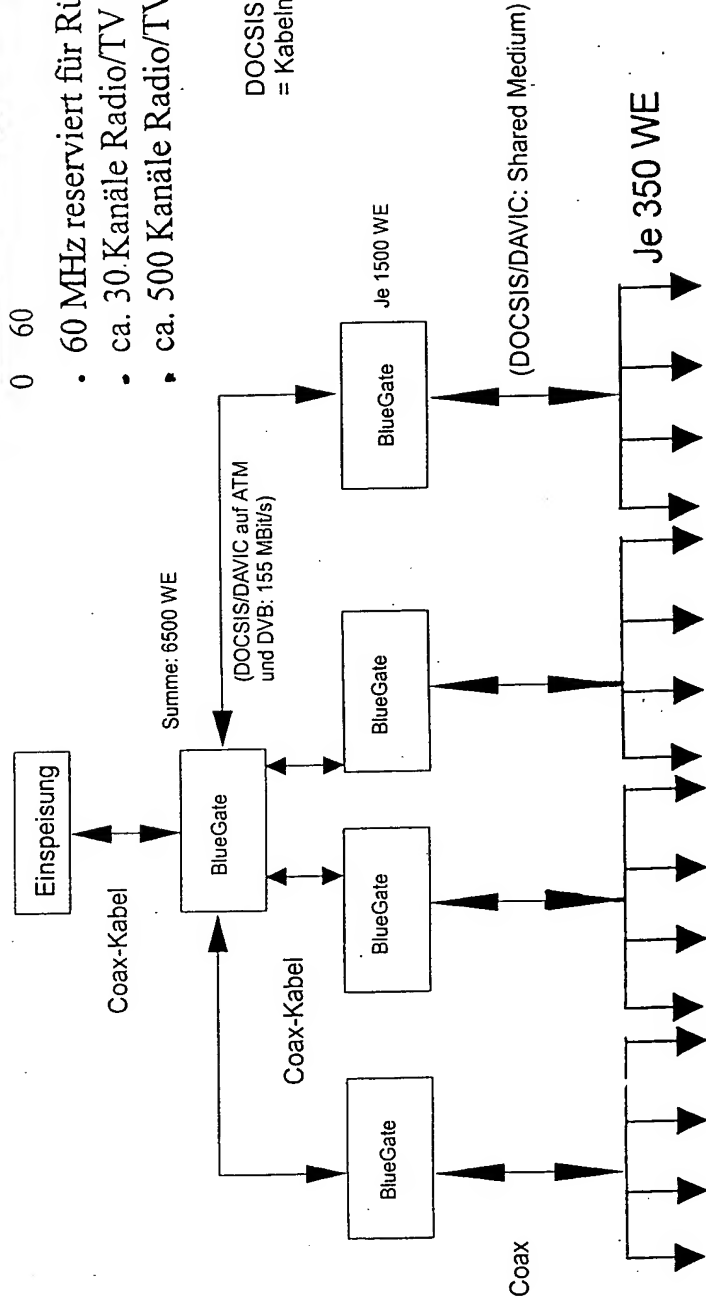 0 60
• 60 MHz reserviert für
• ca. 30.Kanäle Radio/TV
• ca. 500 Kanäle Radio/TV
DOCSIS
=
Einspeisung
Coax-Kabel
Summe: 6500 WE
BlueGate
(DOCSIS/DAVIC auf ATM
und DVB: 155 MBit/s)
Coax-Kabel
BlueGate
BlueGate
BlueGate
BlueGate
Je 1500 WE
Coax
(DOCSIS/DAVIC: Shared Medium)
Je 350 WE